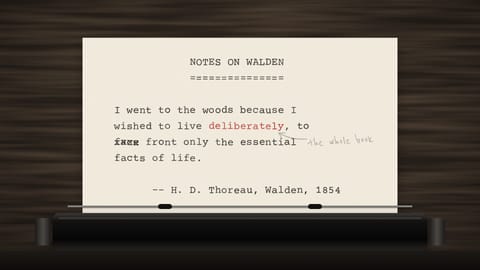 NOTES ON WALDEN
===============
I went to the woods because I
wished to live deliberately, to
front only the essential
the whole book
facts of life.
-- H. D. Thoreau, Walden, 1854